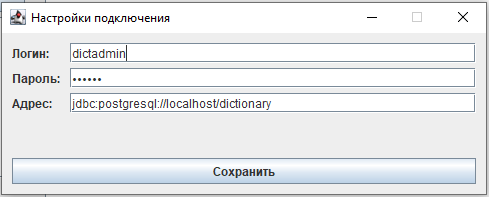 Настройки подключения
Логин: dictadmin
Пароль: ••••••
Адрес: jdbc:postgresql://localhost/dictionary
Сохранить